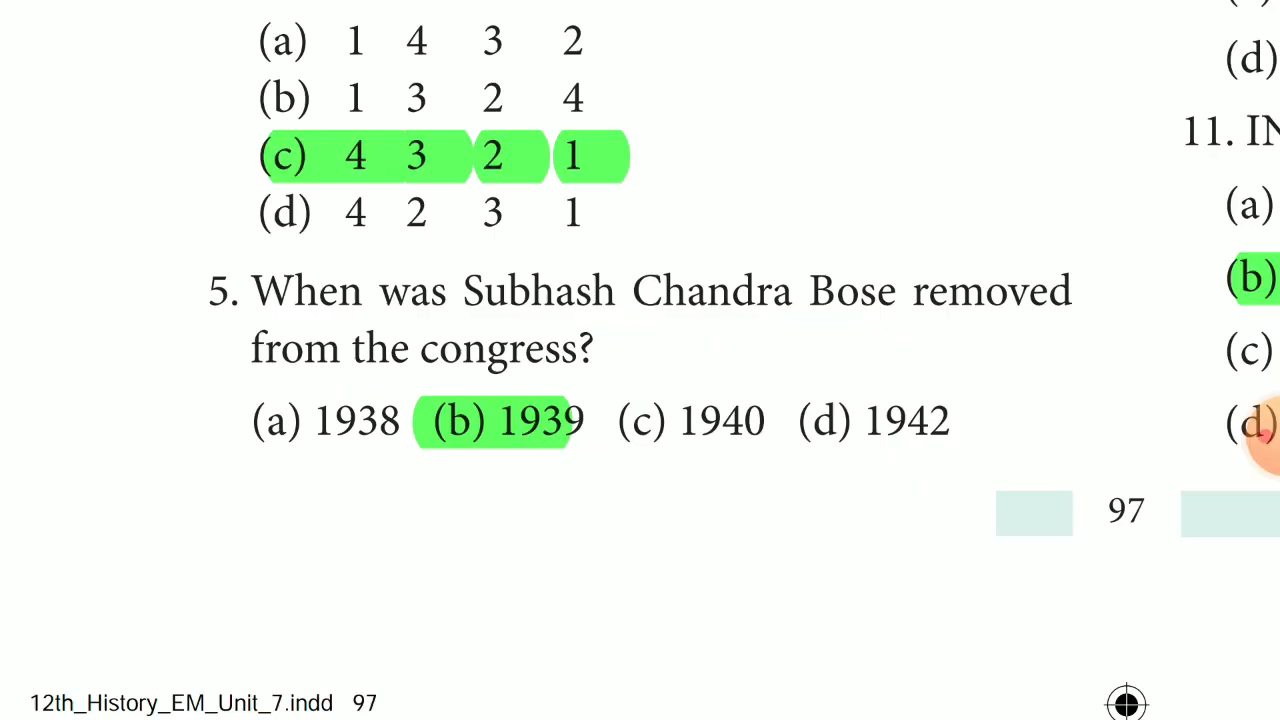 (a) 1 4 3 2
(b) 1 3 2 4
(c) 4 3 2 1
(d) 4 2 3 1
5. When was Subhash Chandra Bose removed
from the congress?
(a) 1938 (b) 1939 (c) 1940 (d) 1942
(d)
11. IN
(a)
(b)
(c)
(d)
97
12th_History_EM_Unit_7.indd 97